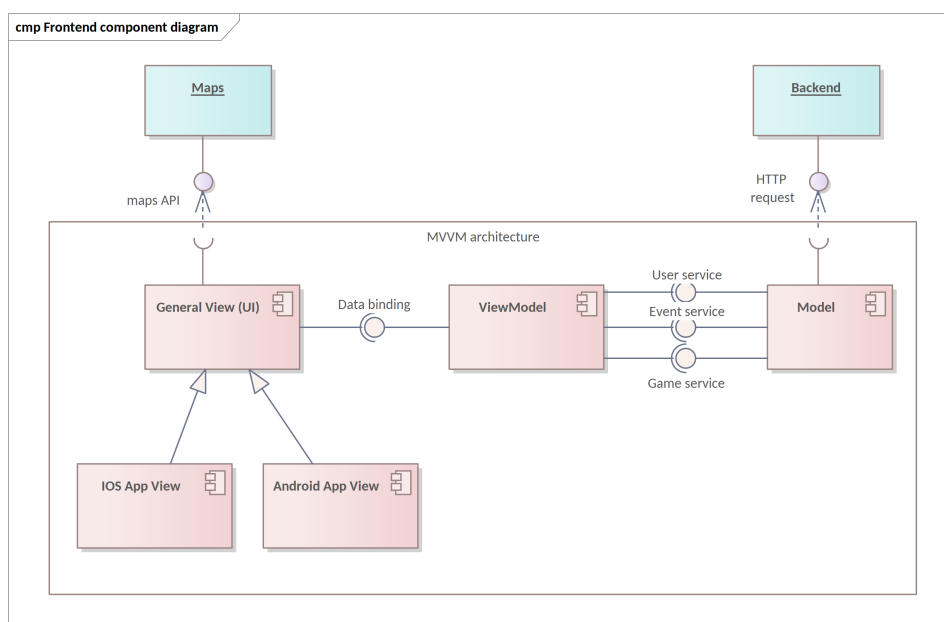 cmp Frontend component diagram
Maps
Backend
maps API
HTTP
request
MVVM architecture
General View (UI)
Data binding
ViewModel
User service
Event service
Game service
Model
IOS App View
Android App View